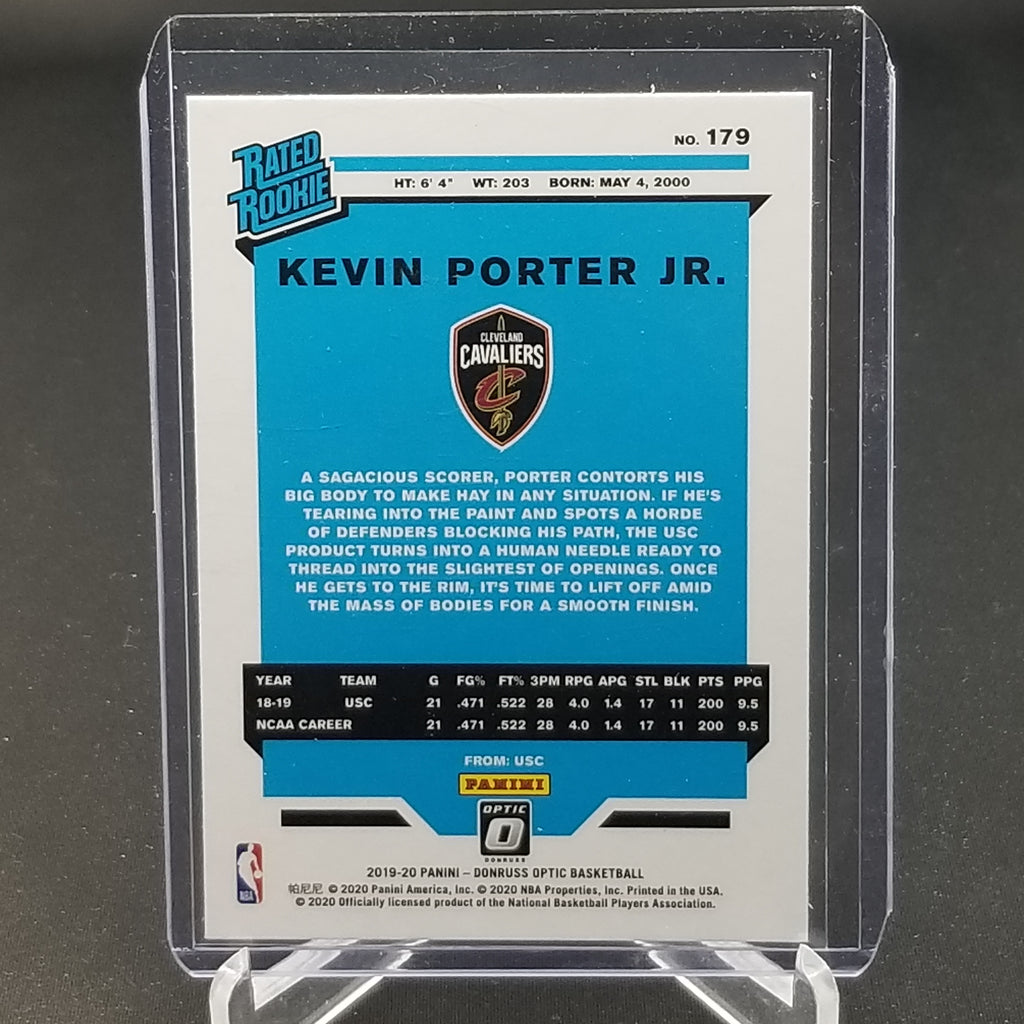 NO. 179
RATED
ROOKIE
HT: 6' 4" WT: 203 BORN: MAY 4, 2000
KEVIN PORTER JR.
CLEVELAND
CAVALIERS
C
A SAGACIOUS SCORER, PORTER CONTORTS HIS
BIG BODY TO MAKE HAY IN ANY SITUATION. IF HE'S
TEARING INTO THE PAINT AND SPOTS A HORDE
OF DEFENDERS BLOCKING HIS PATH, THE USC
PRODUCT TURNS INTO A HUMAN NEEDLE READY TO
THREAD INTO THE SLIGHTEST OF OPENINGS. ONCE
HE GETS TO THE RIM, IT'S TIME TO LIFT OFF AMID
THE MASS OF BODIES FOR A SMOOTH FINISH.
YEAR TEAM G FG% FT% 3PM RPG APG STL BLK PTS PPG
18-19 USC 21 .471 .522 28 4.0 1.4 17 11 200 9.5
NCAA CAREER 21 .471 .522 28 4.0 1.4 17 11 200 9.5
FROM: USC
PANINI
OPTIC
O
DONRUSS
NBA
2019-20 PANINI – DONRUSS OPTIC BASKETBALL
帕尼尼 © 2020 Panini America, Inc. © 2020 NBA Properties, Inc. Printed in the USA.
© 2020 Officially licensed product of the National Basketball Players Association.